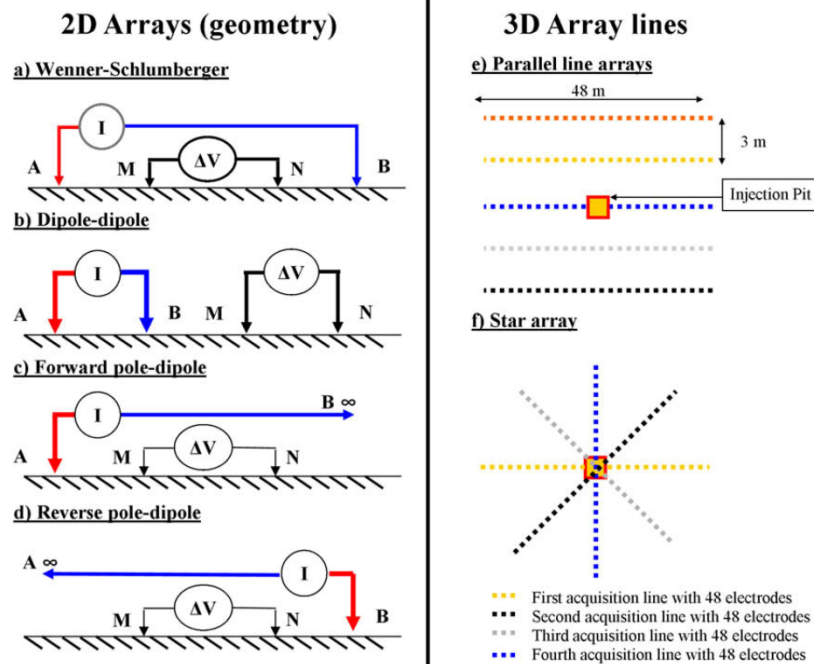 2D Arrays (geometry)
a) Wenner-Schlumberger
I
A
M
ΔV
N
B
b) Dipole-dipole
I
ΔV
A
B
M
N
c) Forward pole-dipole
I
B ∞
A
M
ΔV
N
d) Reverse pole-dipole
A ∞
I
M
ΔV
N
B
3D Array lines
e) Parallel line arrays
48 m
3 m
Injection Pit
f) Star array
First acquisition line with 48 electrodes
Second acquisition line with 48 electrodes
Third acquisition line with 48 electrodes
Fourth acquisition line with 48 electrodes